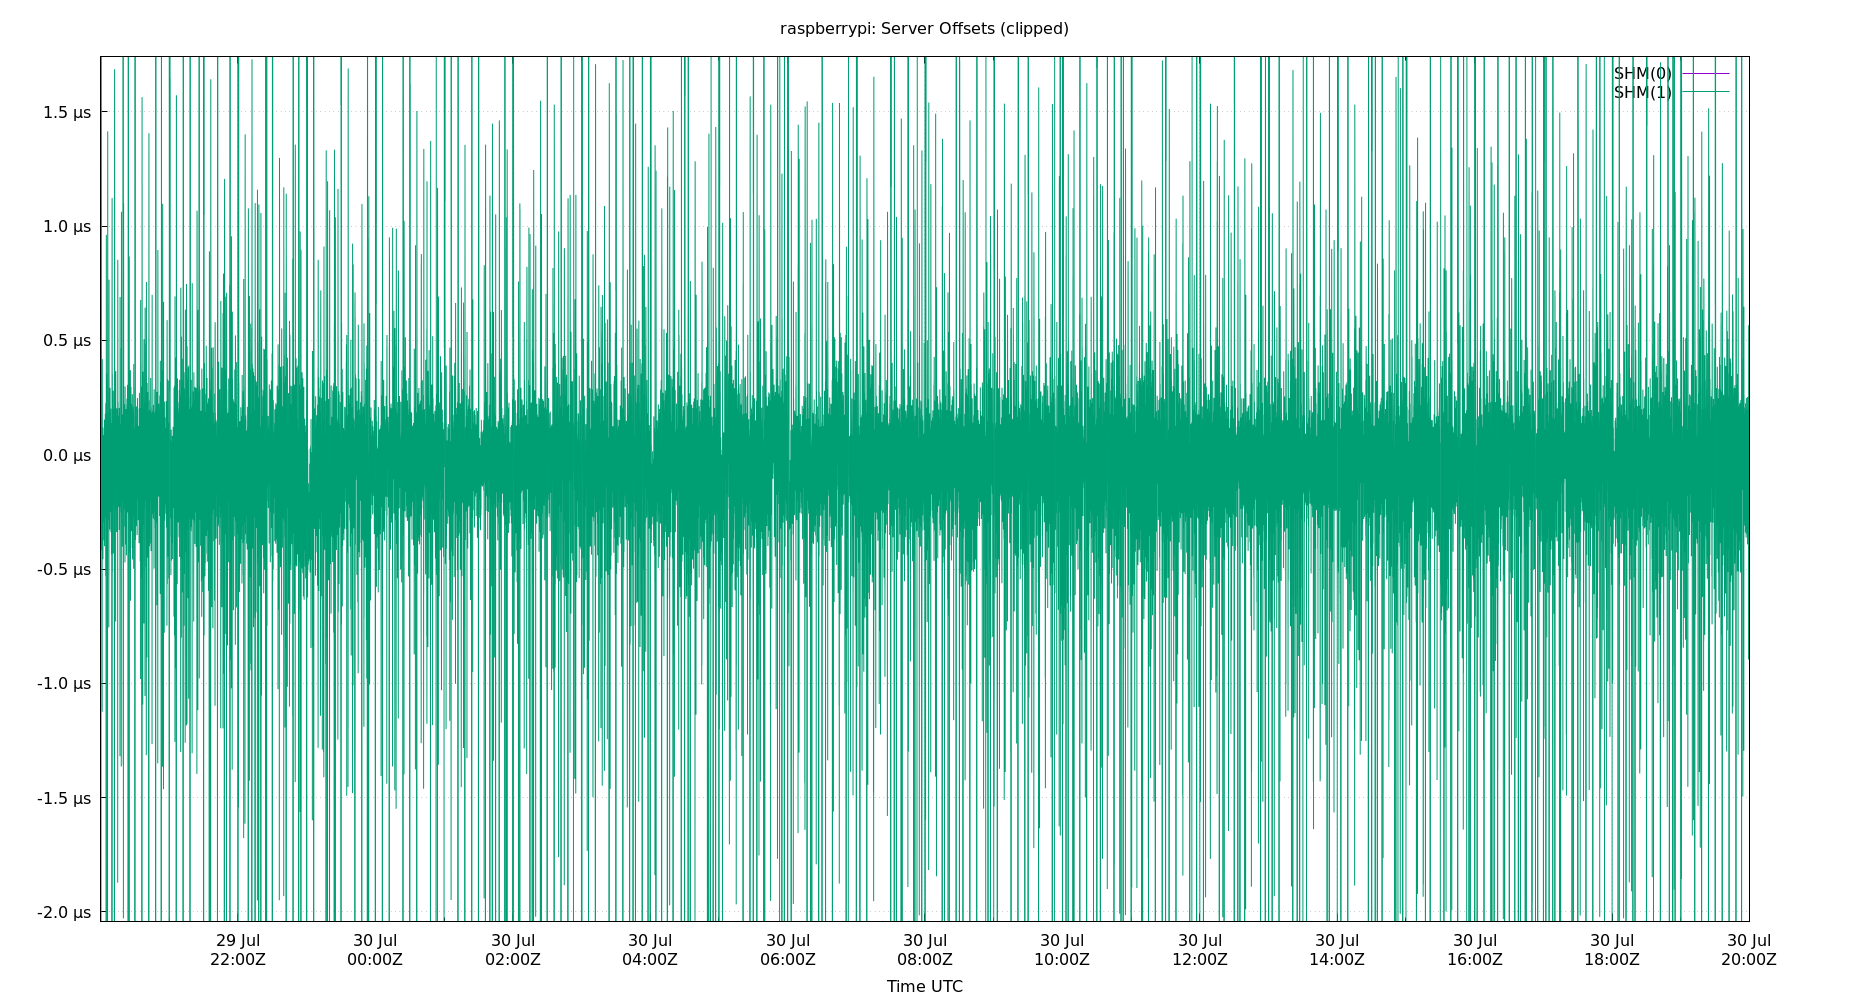 raspberrypi: Server Offsets (clipped)
SHM(0)
SHM(1)
1.5 µs
1.0 µs
0.5 µs
0.0 µs
-0.5 µs
-1.0 µs
-1.5 µs
-2.0 µs
29 Jul 30 Jul 30 Jul 30 Jul 30 Jul 30 Jul 30 Jul 30 Jul 30 Jul 30 Jul 30 Jul 30 Jul
22:00Z 00:00Z 02:00Z 04:00Z 06:00Z 08:00Z 10:00Z 12:00Z 14:00Z 16:00Z 18:00Z 20:00Z
Time UTC